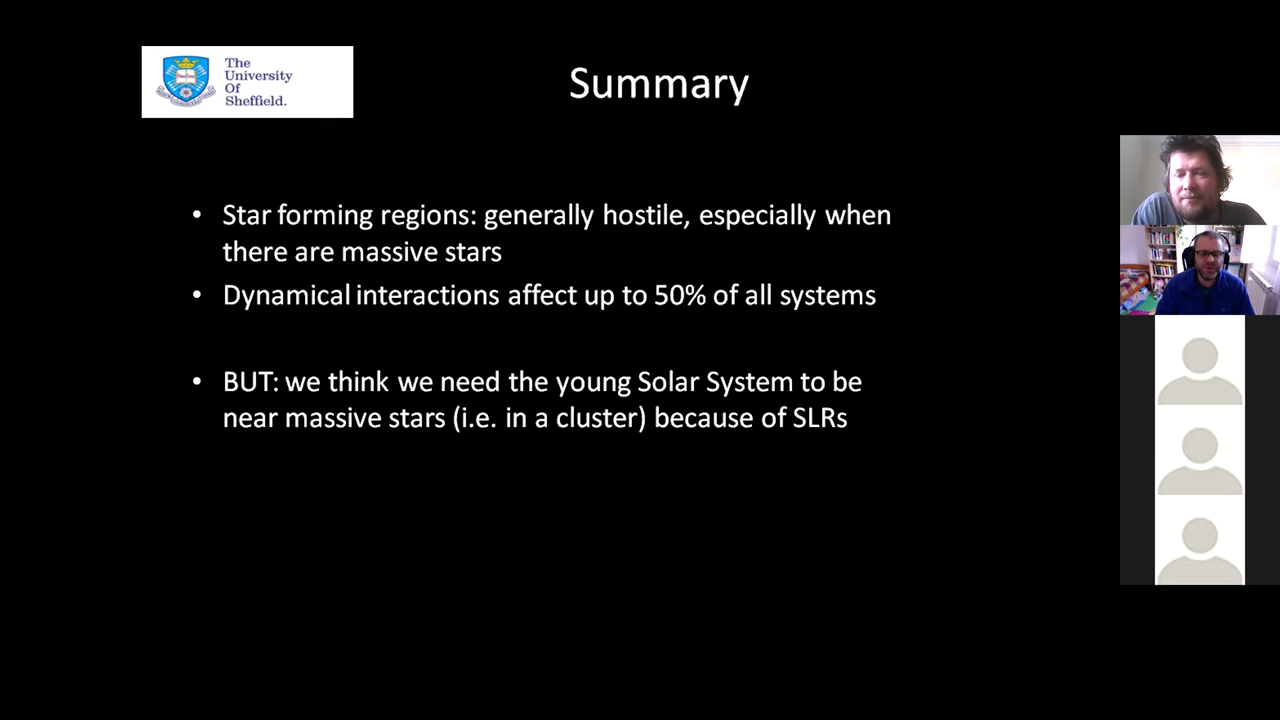 The
University
Of
Sheffield.
Summary
• Star forming regions: generally hostile, especially when
there are massive stars
• Dynamical interactions affect up to 50% of all systems
• BUT: we think we need the young Solar System to be
near massive stars (i.e. in a cluster) because of SLRs